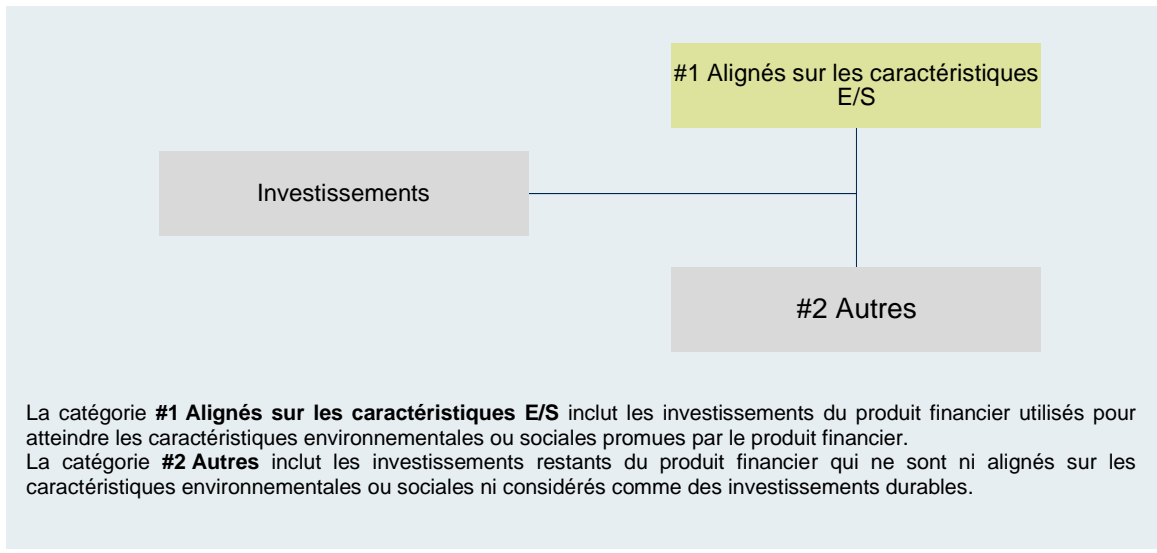 #1 Alignés sur les caractéristiques
E/S
Investissements
#2 Autres
La catégorie #1 Alignés sur les caractéristiques E/S inclut les investissements du produit financier utilisés pour
atteindre les caractéristiques environnementales ou sociales promues par le produit financier.
La catégorie #2 Autres inclut les investissements restants du produit financier qui ne sont ni alignés sur les
caractéristiques environnementales ou sociales ni considérés comme des investissements durables.